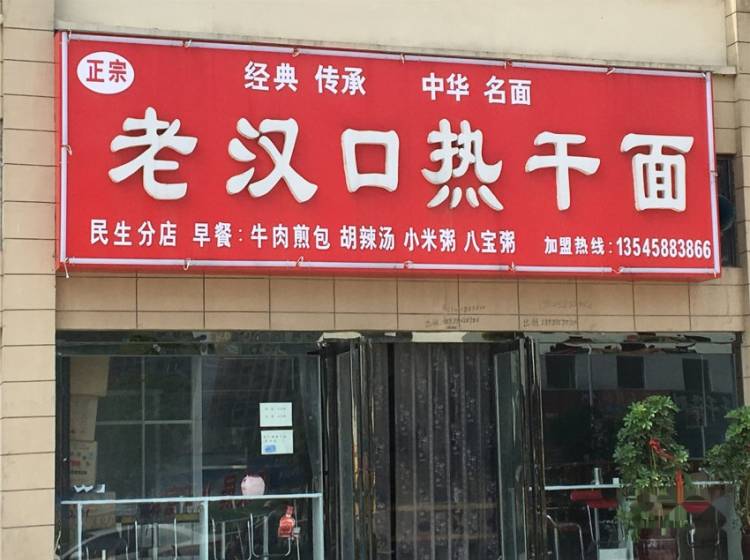 正宗
经典 传承 中华 名面
老汉口热干面
民生分店 早餐:牛肉煎包 胡辣汤 小米粥 八宝粥 加盟热线:13545883866